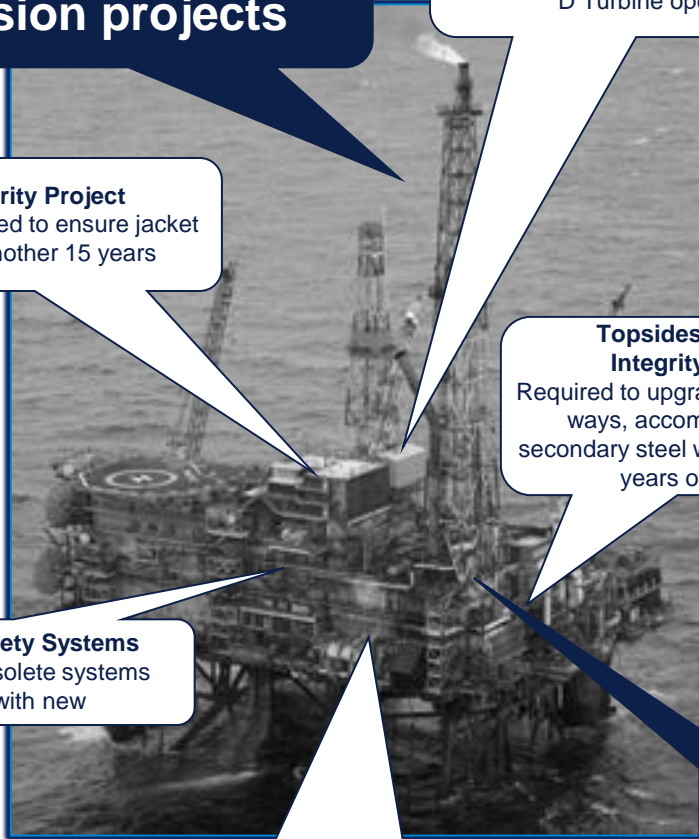 sion projects
D Turbine ope
rity Project
ed to ensure jacket
nother 15 years
Topsides
Integrity
Required to upgra
ways, accom
secondary steel w
years o
ety Systems
solete systems
with new